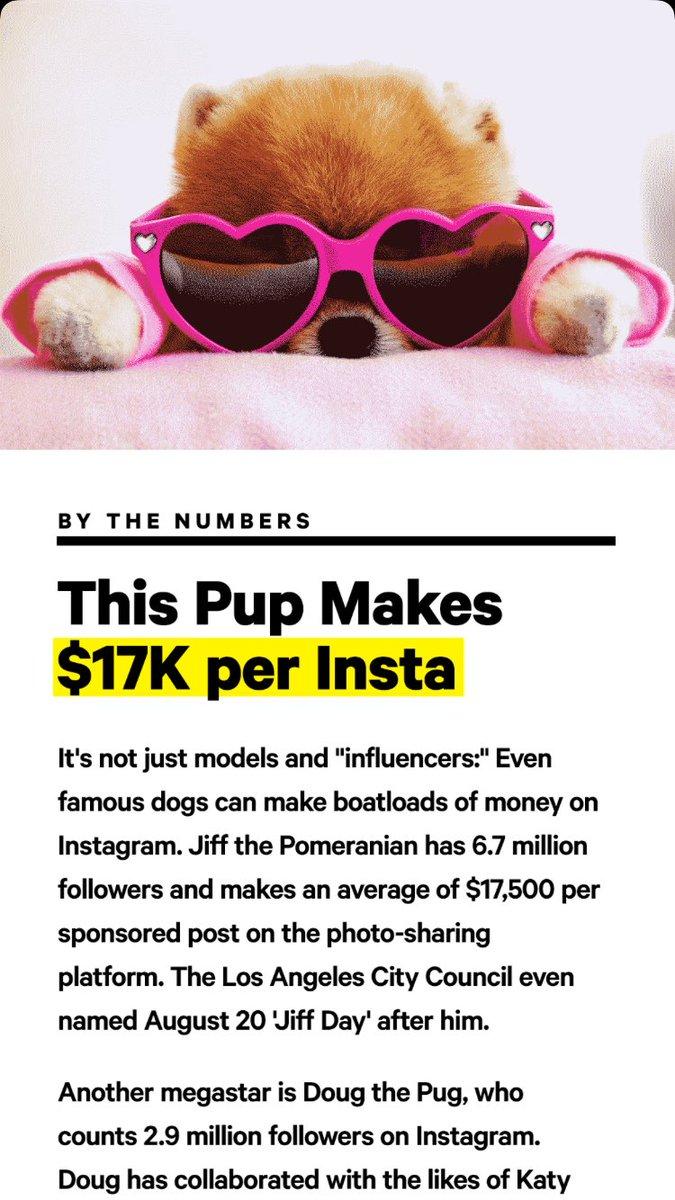 BY THE NUMBERS
This Pup Makes
$17K per Insta
It's not just models and "influencers:" Even
famous dogs can make boatloads of money on
Instagram. Jiff the Pomeranian has 6.7 million
followers and makes an average of $17,500 per
sponsored post on the photo-sharing
platform. The Los Angeles City Council even
named August 20 'Jiff Day' after him.
Another megastar is Doug the Pug, who
counts 2.9 million followers on Instagram.
Doug has collaborated with the likes of Katy